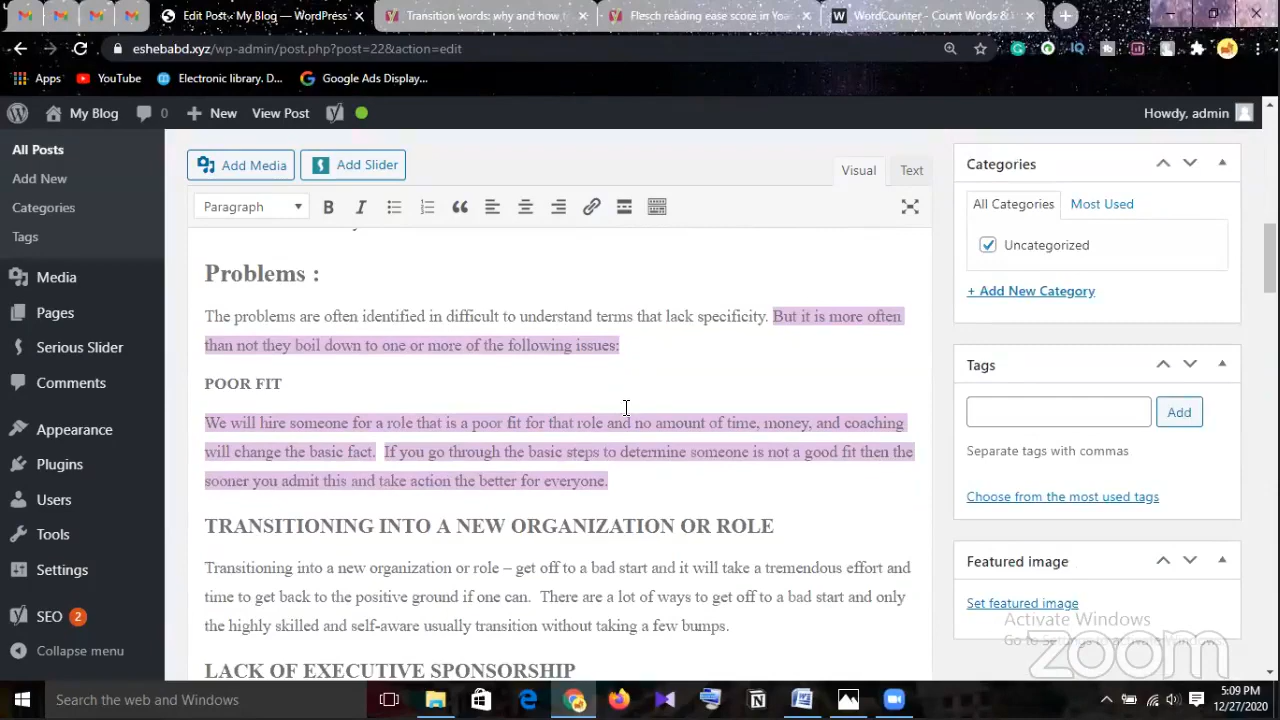 Edit Post ‹ My Blog — WordPress
Transition words: why and how t
Flesch reading ease score in Yo
WordCounter - Count Words &
eshebabd.xyz/wp-admin/post.php?post=22&action=edit
Apps
YouTube
Electronic library. D...
Google Ads Display...
My Blog
0
New
View Post
Howdy, admin
All Posts
Add New
Categories
Tags
Media
Pages
Serious Slider
Comments
Appearance
Plugins
Users
Tools
Settings
SEO 2
Collapse menu
Add Media
Add Slider
Visual
Text
Paragraph
B I
Problems :
The problems are often identified in difficult to understand terms that lack specificity. But it is more often
than not they boil down to one or more of the following issues:
POOR FIT
We will hire someone for a role that is a poor fit for that role and no amount of time, money, and coaching
will change the basic fact. If you go through the basic steps to determine someone is not a good fit then the
sooner you admit this and take action the better for everyone.
TRANSITIONING INTO A NEW ORGANIZATION OR ROLE
Transitioning into a new organization or role – get off to a bad start and it will take a tremendous effort and
time to get back to the positive ground if one can. There are a lot of ways to get off to a bad start and only
the highly skilled and self-aware usually transition without taking a few bumps.
LACK OF EXECUTIVE SPONSORSHIP
Categories
All Categories
Most Used
Uncategorized
+ Add New Category
Tags
Add
Separate tags with commas
Choose from the most used tags
Featured image
Set featured image
Activate Windows
zoom
Search the web and Windows
5:09 PM
12/27/2020